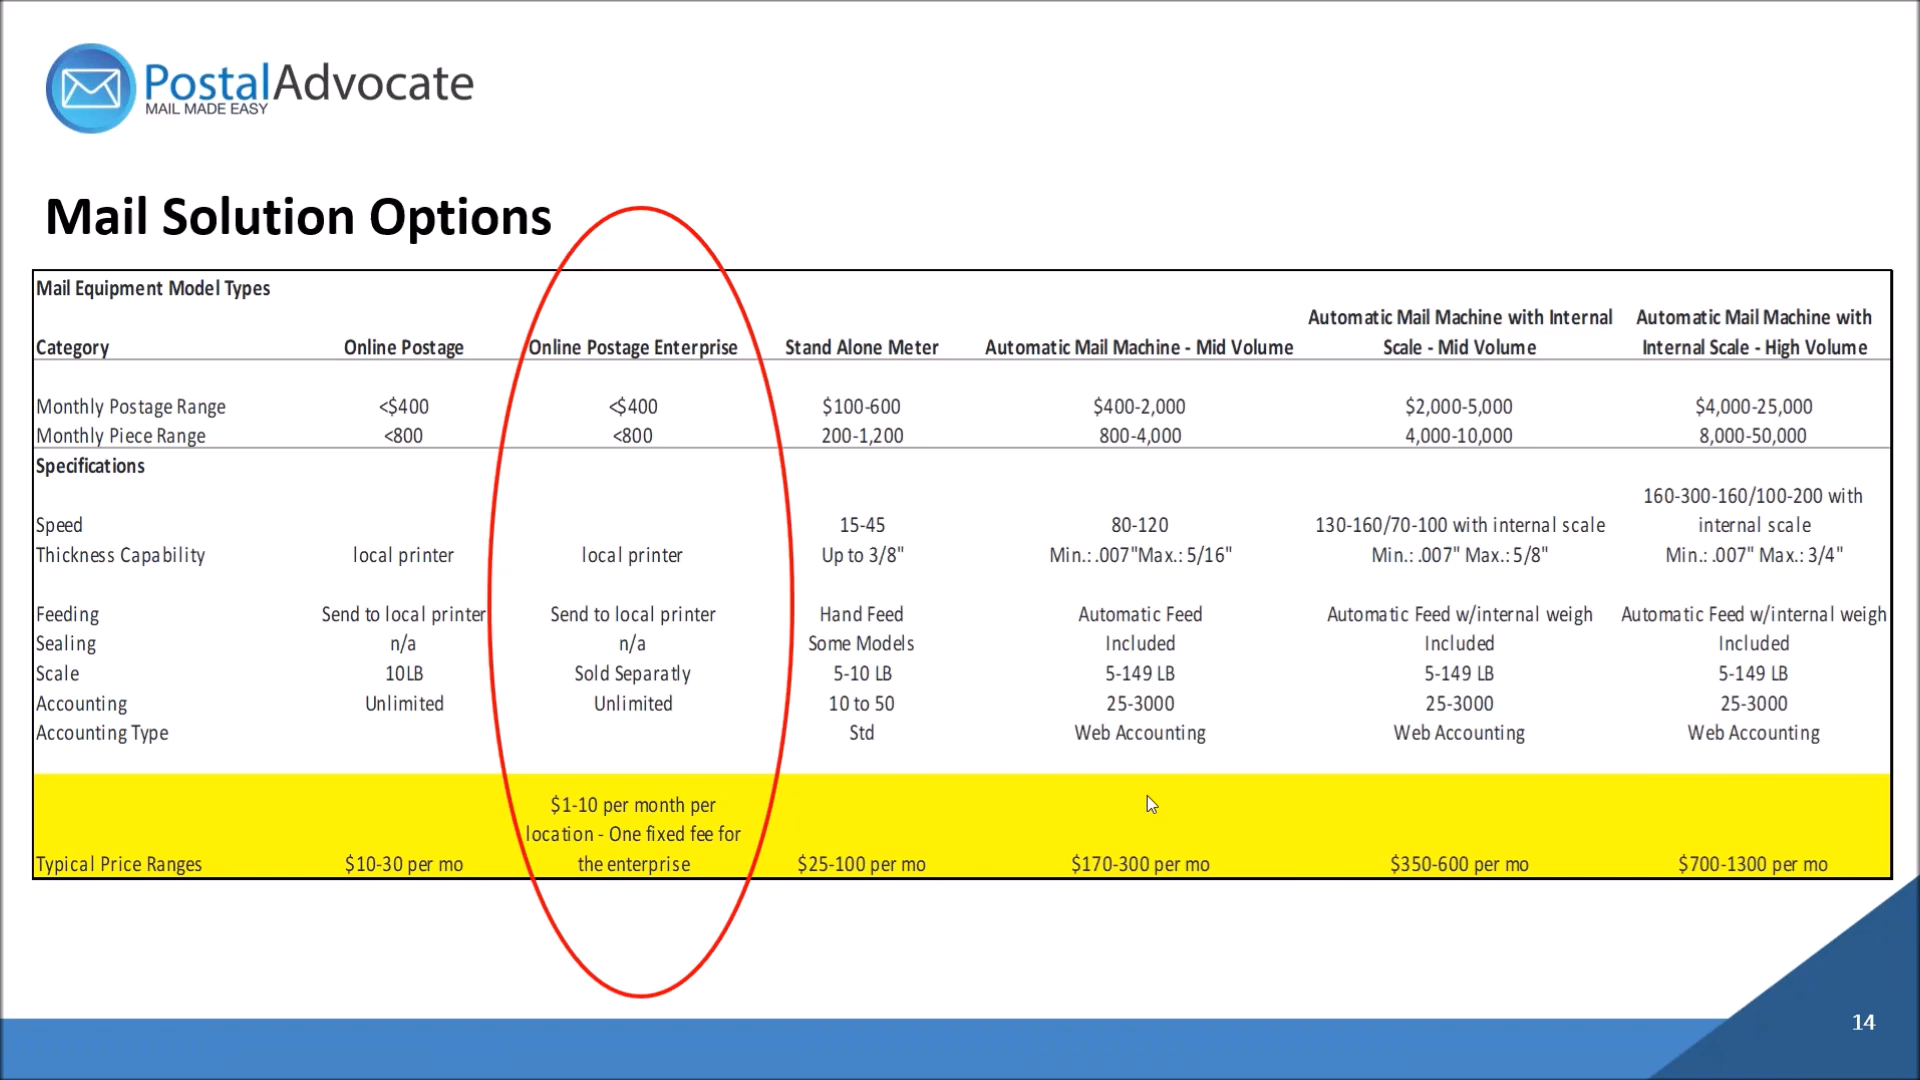 PostalAdvocate
MAIL MADE EASY
Mail Solution Options
Mail Equipment Model Types
Automatic Mail Machine with Internal Automatic Mail Machine with
Category Online Postage Online Postage Enterprise Stand Alone Meter Automatic Mail Machine - Mid Volume Scale - Mid Volume Internal Scale - High Volume
Monthly Postage Range <$400 <$400 $100-600 $400-2,000 $2,000-5,000 $4,000-25,000
Monthly Piece Range <800 <800 200-1,200 800-4,000 4,000-10,000 8,000-50,000
Specifications
160-300-160/100-200 with
Speed 15-45 80-120 130-160/70-100 with internal scale internal scale
Thickness Capability local printer local printer Up to 3/8" Min.: .007"Max.: 5/16" Min.: .007" Max.: 5/8" Min.: .007" Max.: 3/4"
Feeding Send to local printer Send to local printer Hand Feed Automatic Feed Automatic Feed w/internal weigh Automatic Feed w/internal weigh
Sealing n/a n/a Some Models Included Included Included
Scale 10LB Sold Separatly 5-10 LB 5-149 LB 5-149 LB 5-149 LB
Accounting Unlimited Unlimited 10 to 50 25-3000 25-3000 25-3000
Accounting Type Std Web Accounting Web Accounting Web Accounting
$1-10 per month per
location - One fixed fee for
Typical Price Ranges $10-30 per mo the enterprise $25-100 per mo $170-300 per mo $350-600 per mo $700-1300 per mo
14